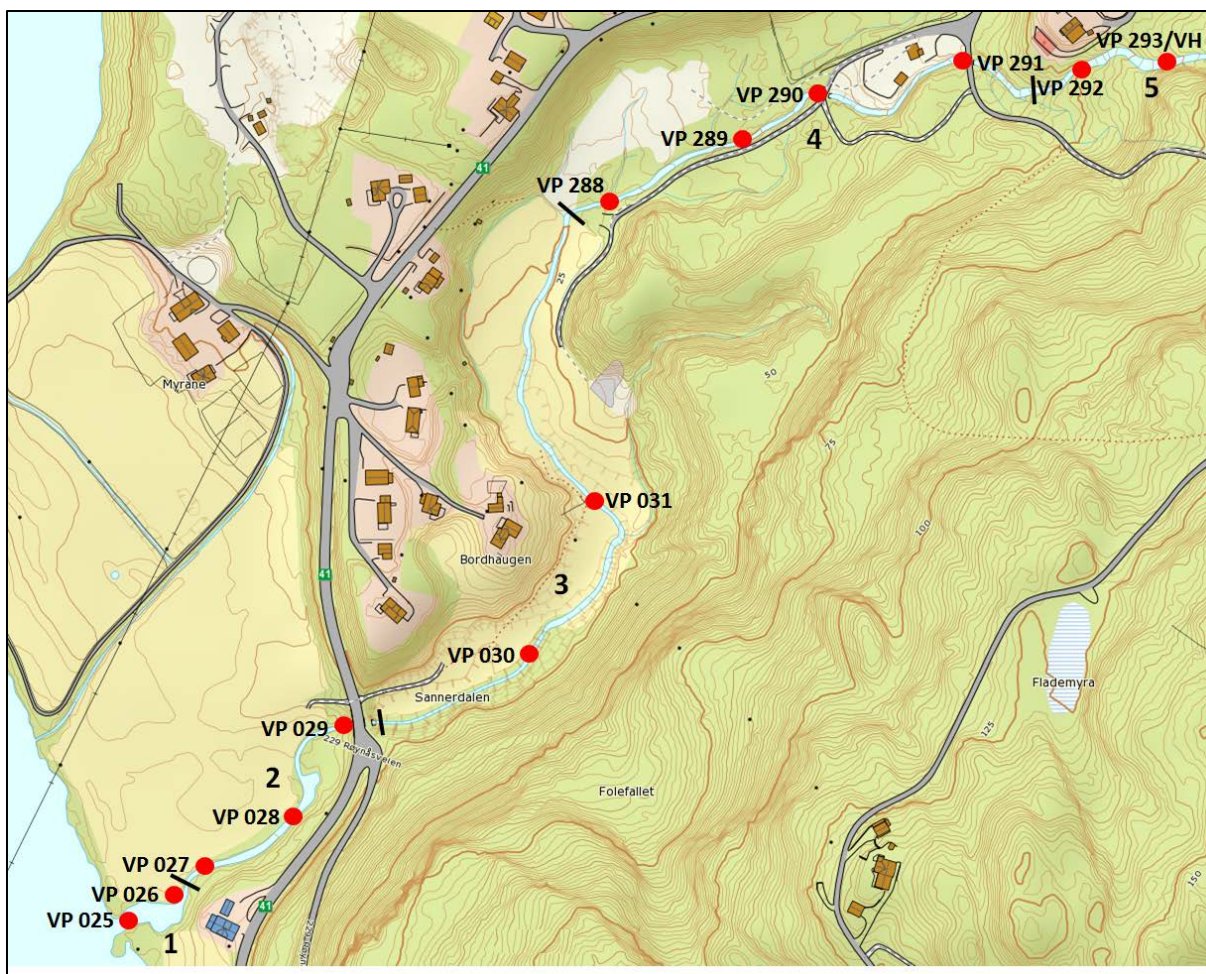 VP 293/VH
VP 291
VP 292
5
VP 290
4
VP 289
41
VP 288
25
Myrane
50
75
VP 031
100
Bordhaugen
41
3
VP 030
Flademyra
Sannerdalen
125
VP 029
229 Røynåsveien
2
Folefallet
VP 028
VP 027
150
VP 026
41
VP 025
1